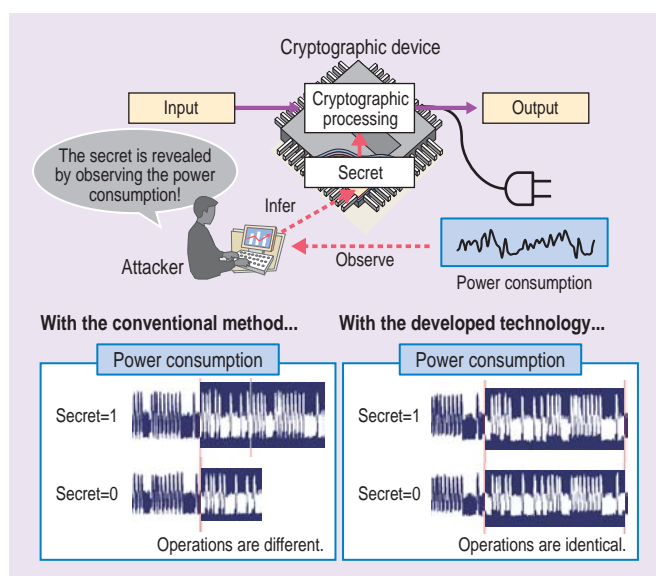 Cryptographic device
Input
Cryptographic
processing
Output
The secret is revealed
by observing the power
consumption!
Secret
Infer
Attacker
Observe
Power consumption
With the conventional method...
Power consumption
Secret=1
Secret=0
Operations are different.
With the developed technology...
Power consumption
Secret=1
Secret=0
Operations are identical.